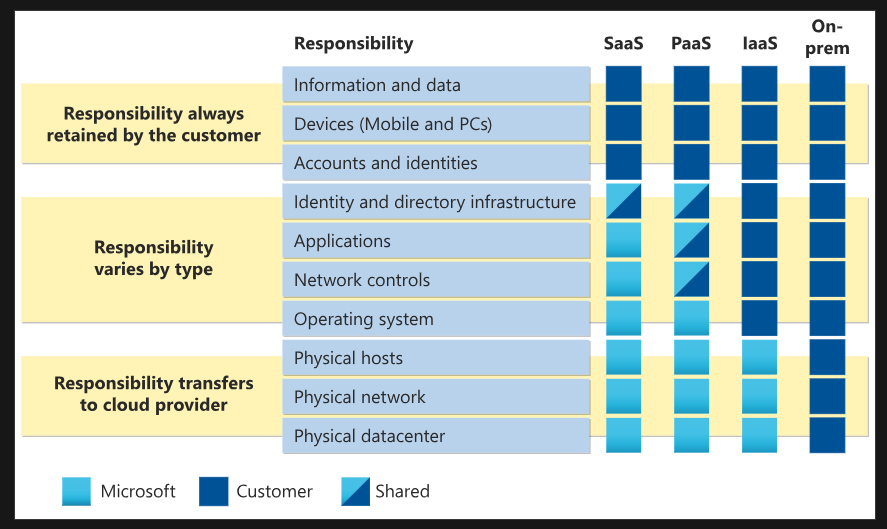 Responsibility
SaaS
PaaS
IaaS
On-
prem
Responsibility always
retained by the customer
Information and data
Devices (Mobile and PCs)
Accounts and identities
Responsibility
varies by type
Identity and directory infrastructure
Applications
Network controls
Operating system
Responsibility transfers
to cloud provider
Physical hosts
Physical network
Physical datacenter
Microsoft
Customer
Shared